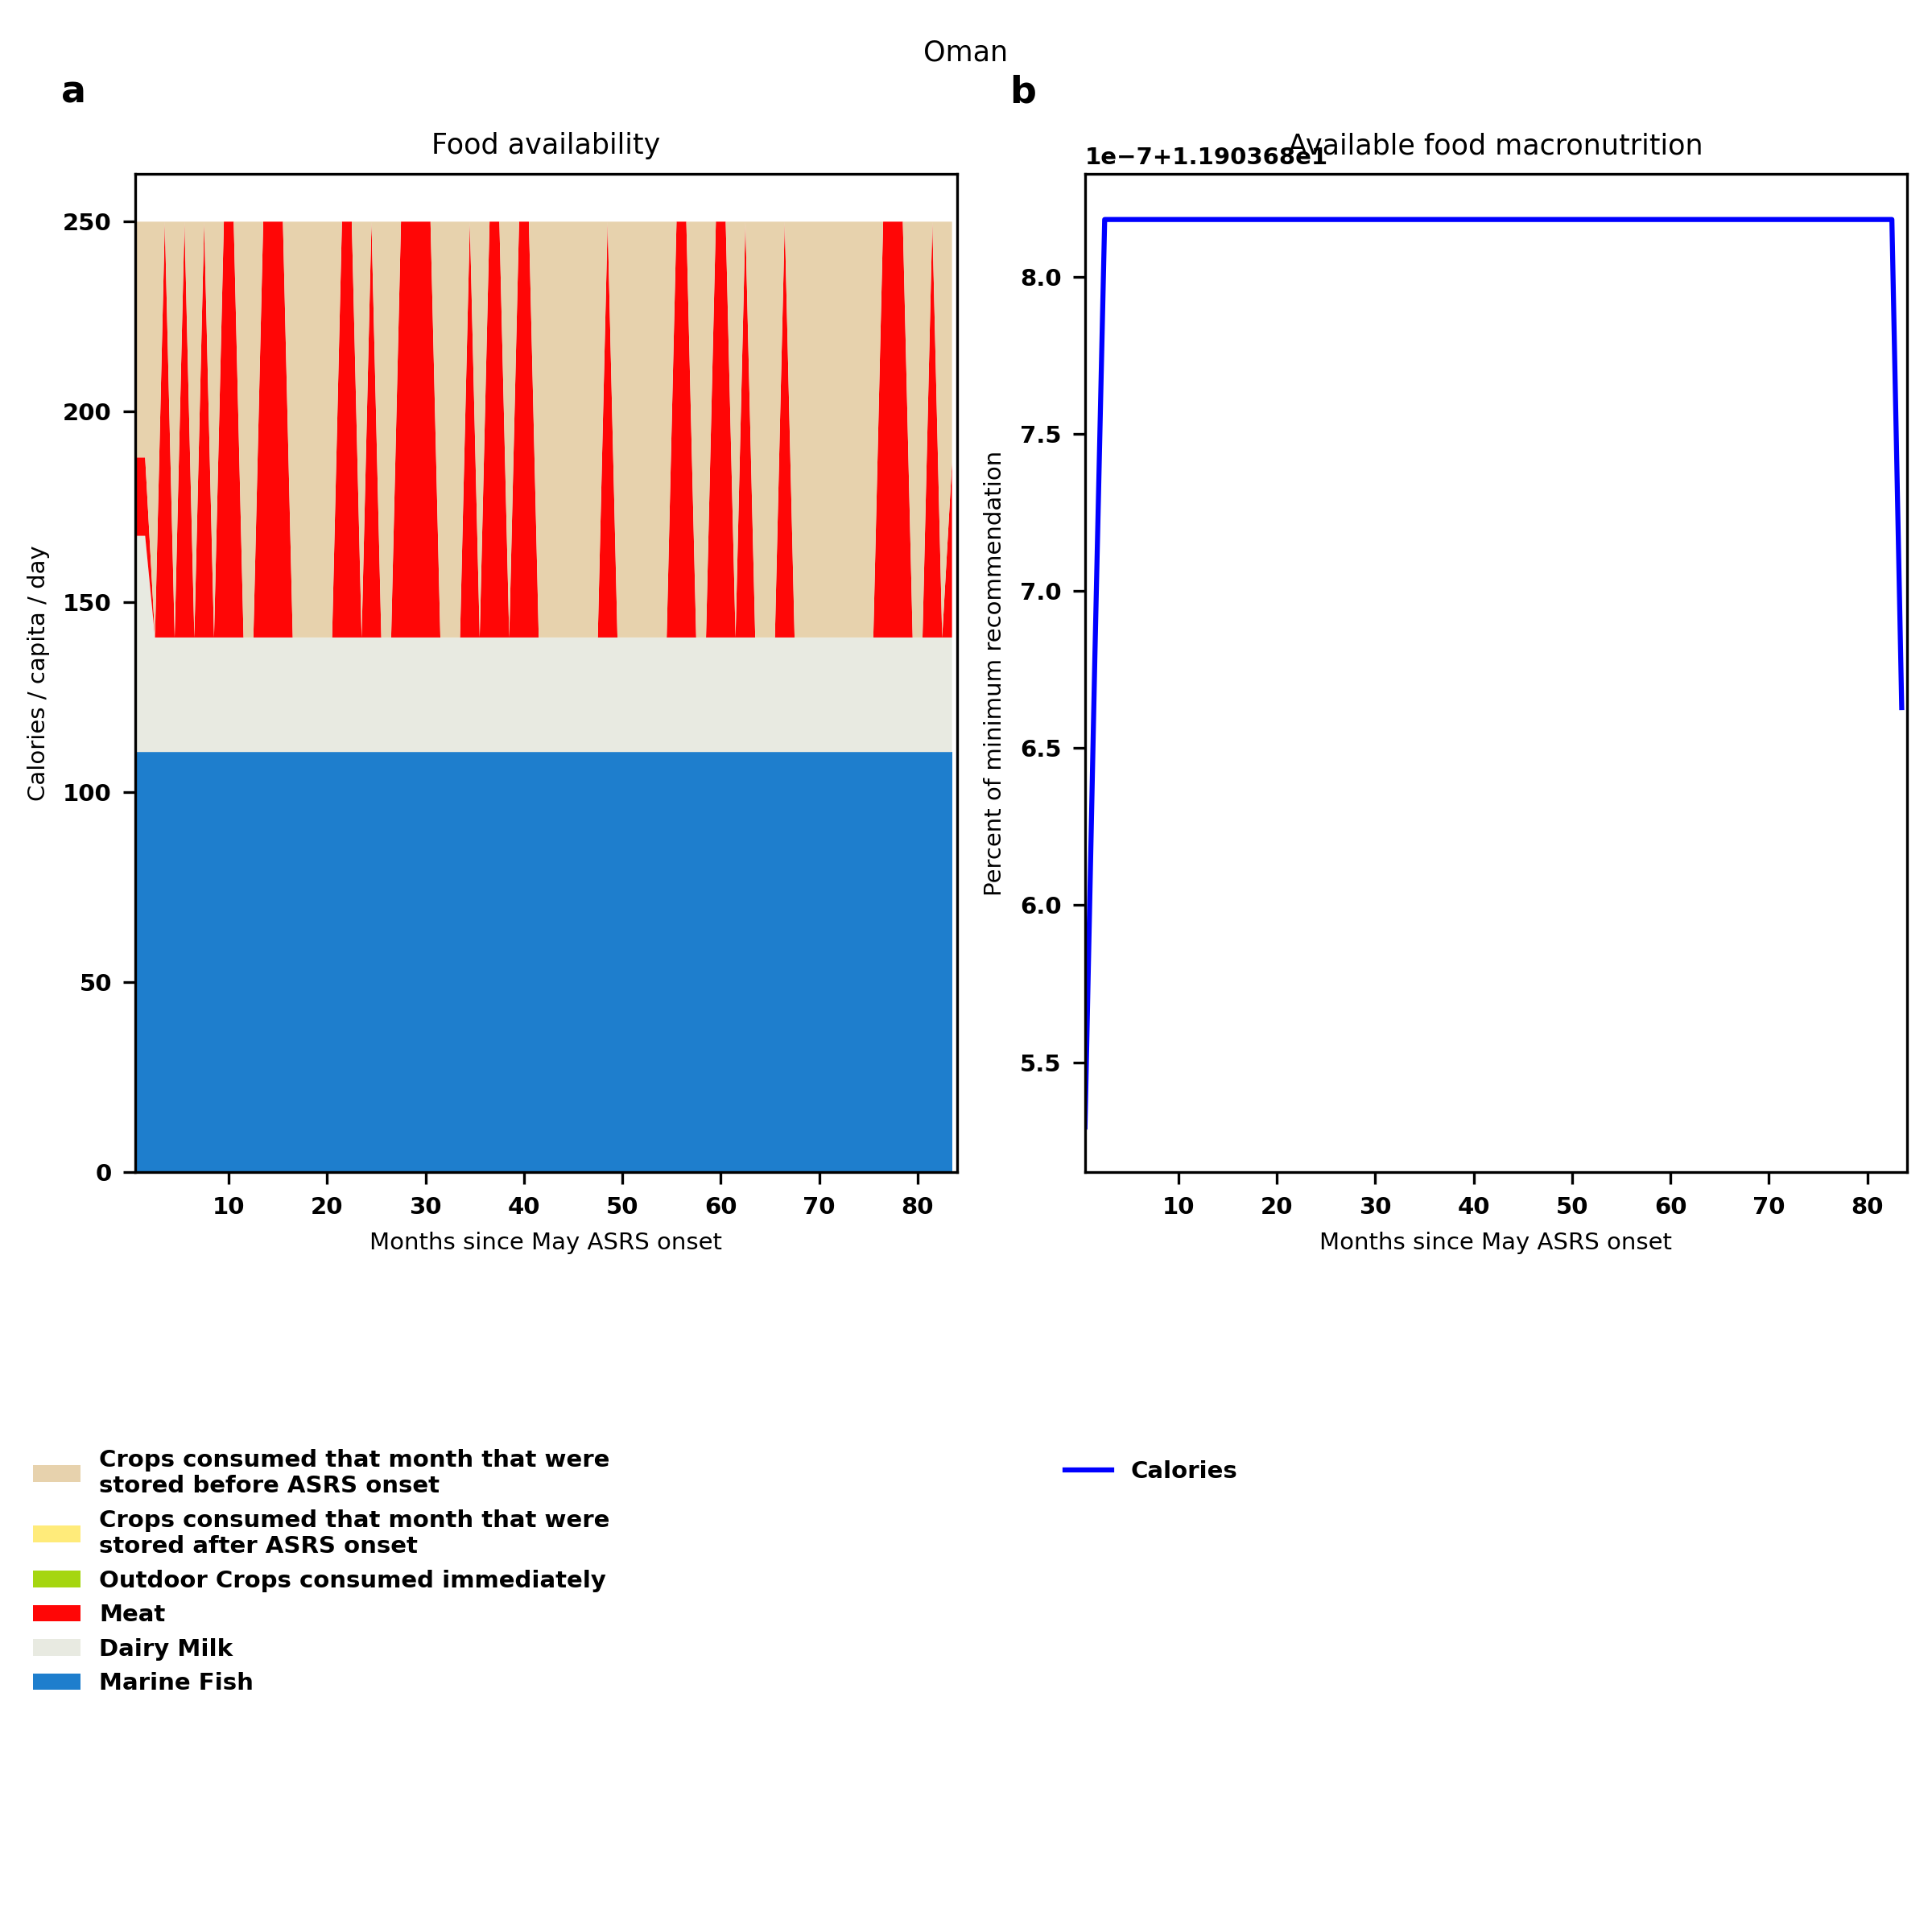 Oman
a
Food availability
250
200
150
100
50
0
Calories / capita / day
10 20 30 40 50 60 70 80
Months since May ASRS onset
b
Available food macronutrition
1e−7+1.190368e1
8.0
7.5
7.0
6.5
6.0
5.5
Percent of minimum recommendation
10 20 30 40 50 60 70 80
Months since May ASRS onset
Crops consumed that month that were
stored before ASRS onset
Crops consumed that month that were
stored after ASRS onset
Outdoor Crops consumed immediately
Meat
Dairy Milk
Marine Fish
Calories